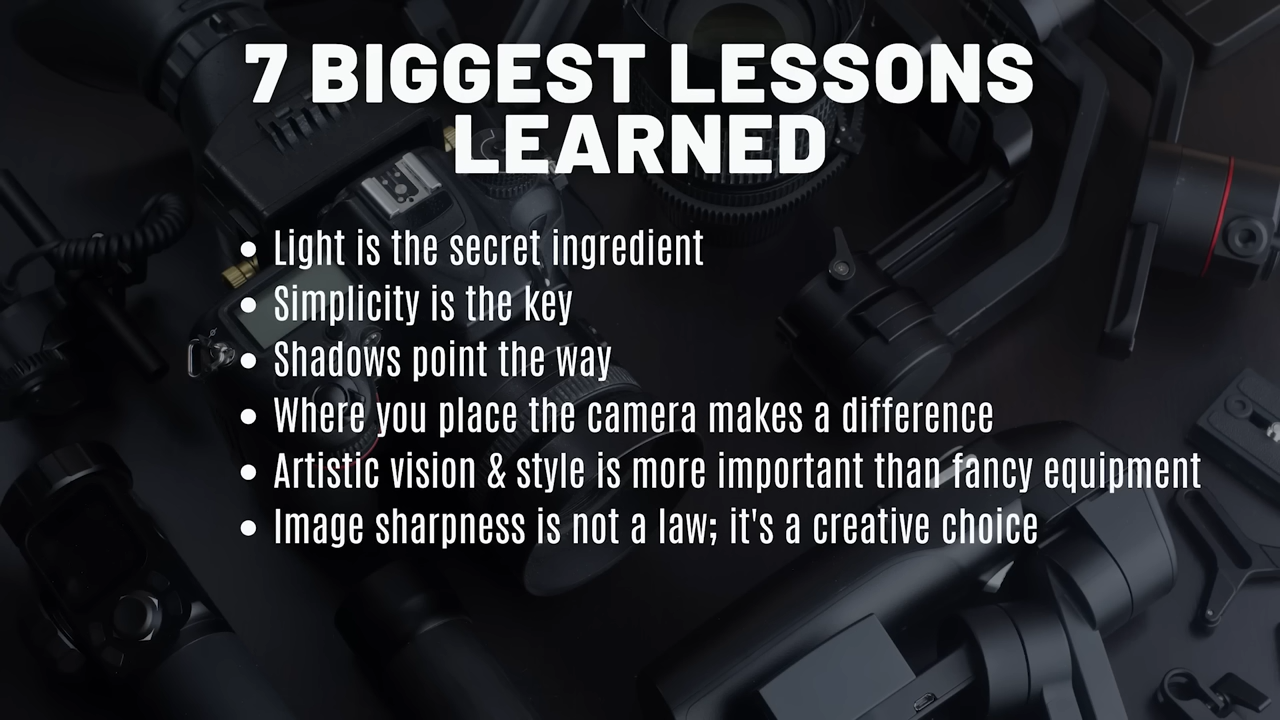 7 BIGGEST LESSONS
LEARNED
• Light is the secret ingredient
• Simplicity is the key
• Shadows point the way
• Where you place the camera makes a difference
• Artistic vision & style is more important than fancy equipment
• Image sharpness is not a law; it's a creative choice